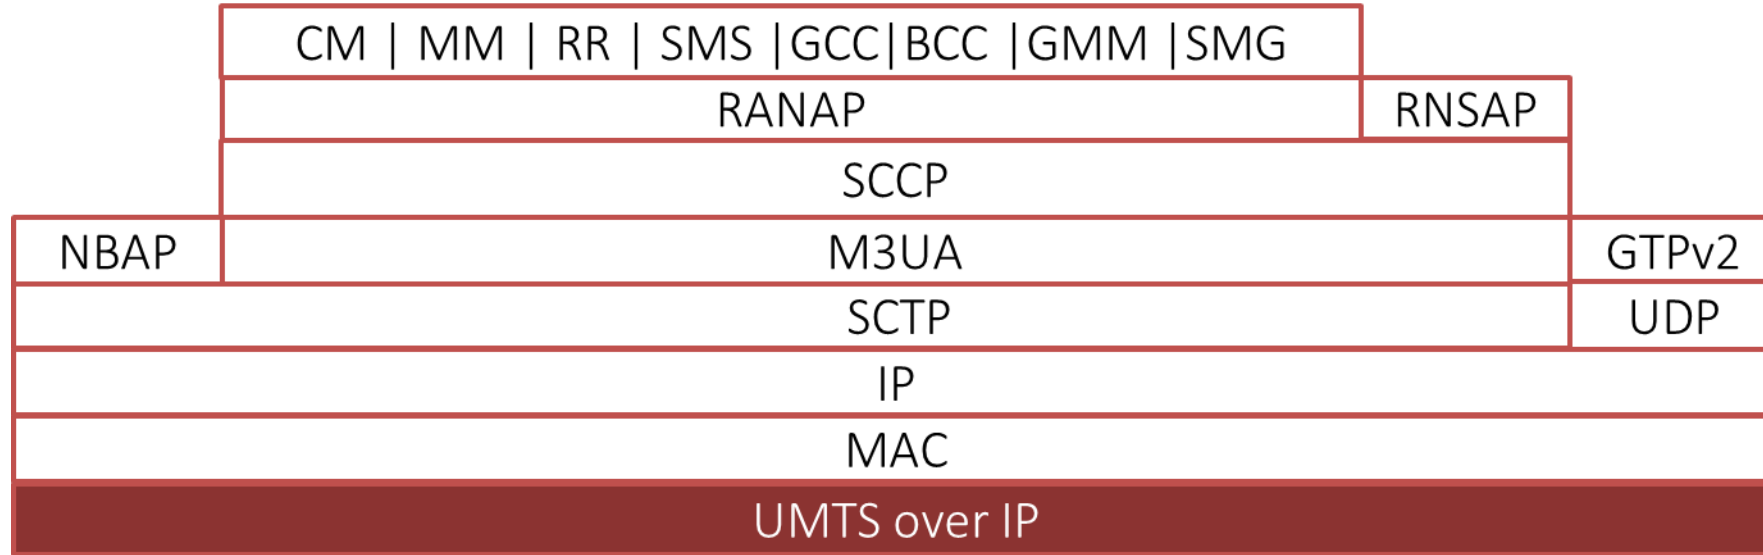 CM | MM | RR | SMS |GCC|BCC |GMM |SMG
RANAP RNSAP
SCCP
NBAP M3UA GTPv2
SCTP UDP
IP
MAC
UMTS over IP